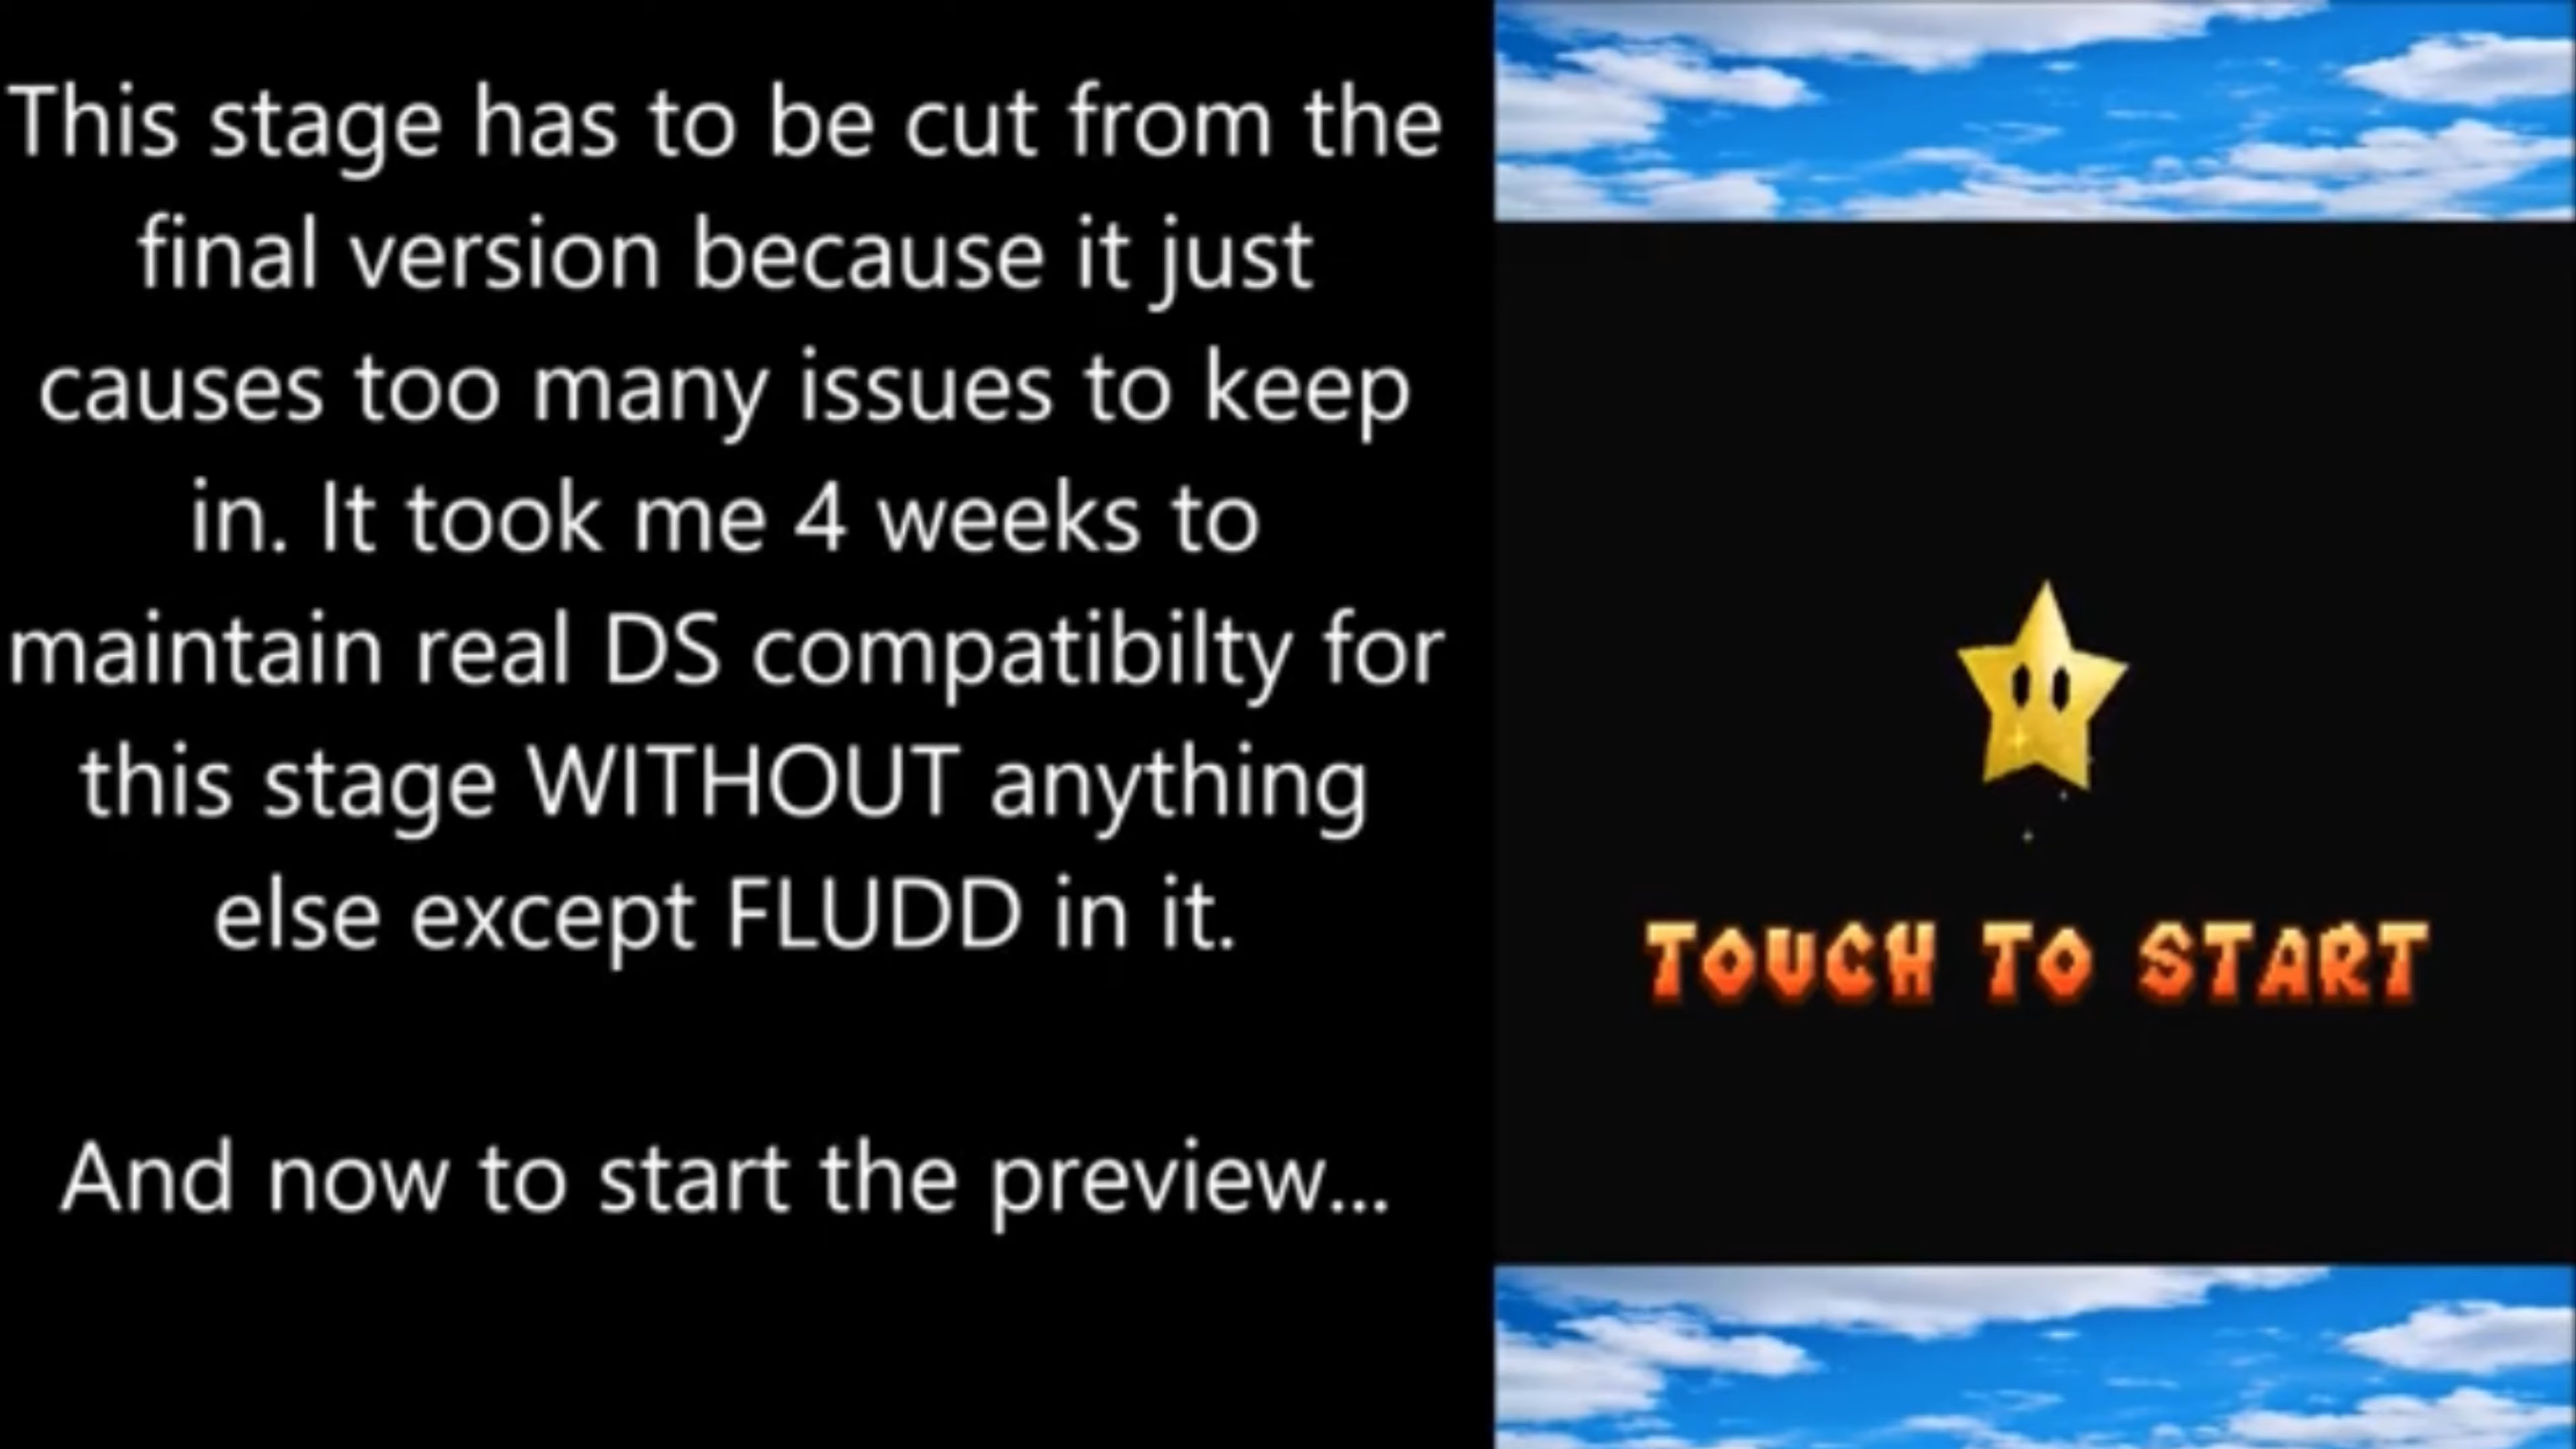 This stage has to be cut from the
final version because it just
causes too many issues to keep
in. It took me 4 weeks to
maintain real DS compatibilty for
this stage WITHOUT anything
else except FLUDD in it.
And now to start the preview...
TOUCH TO START